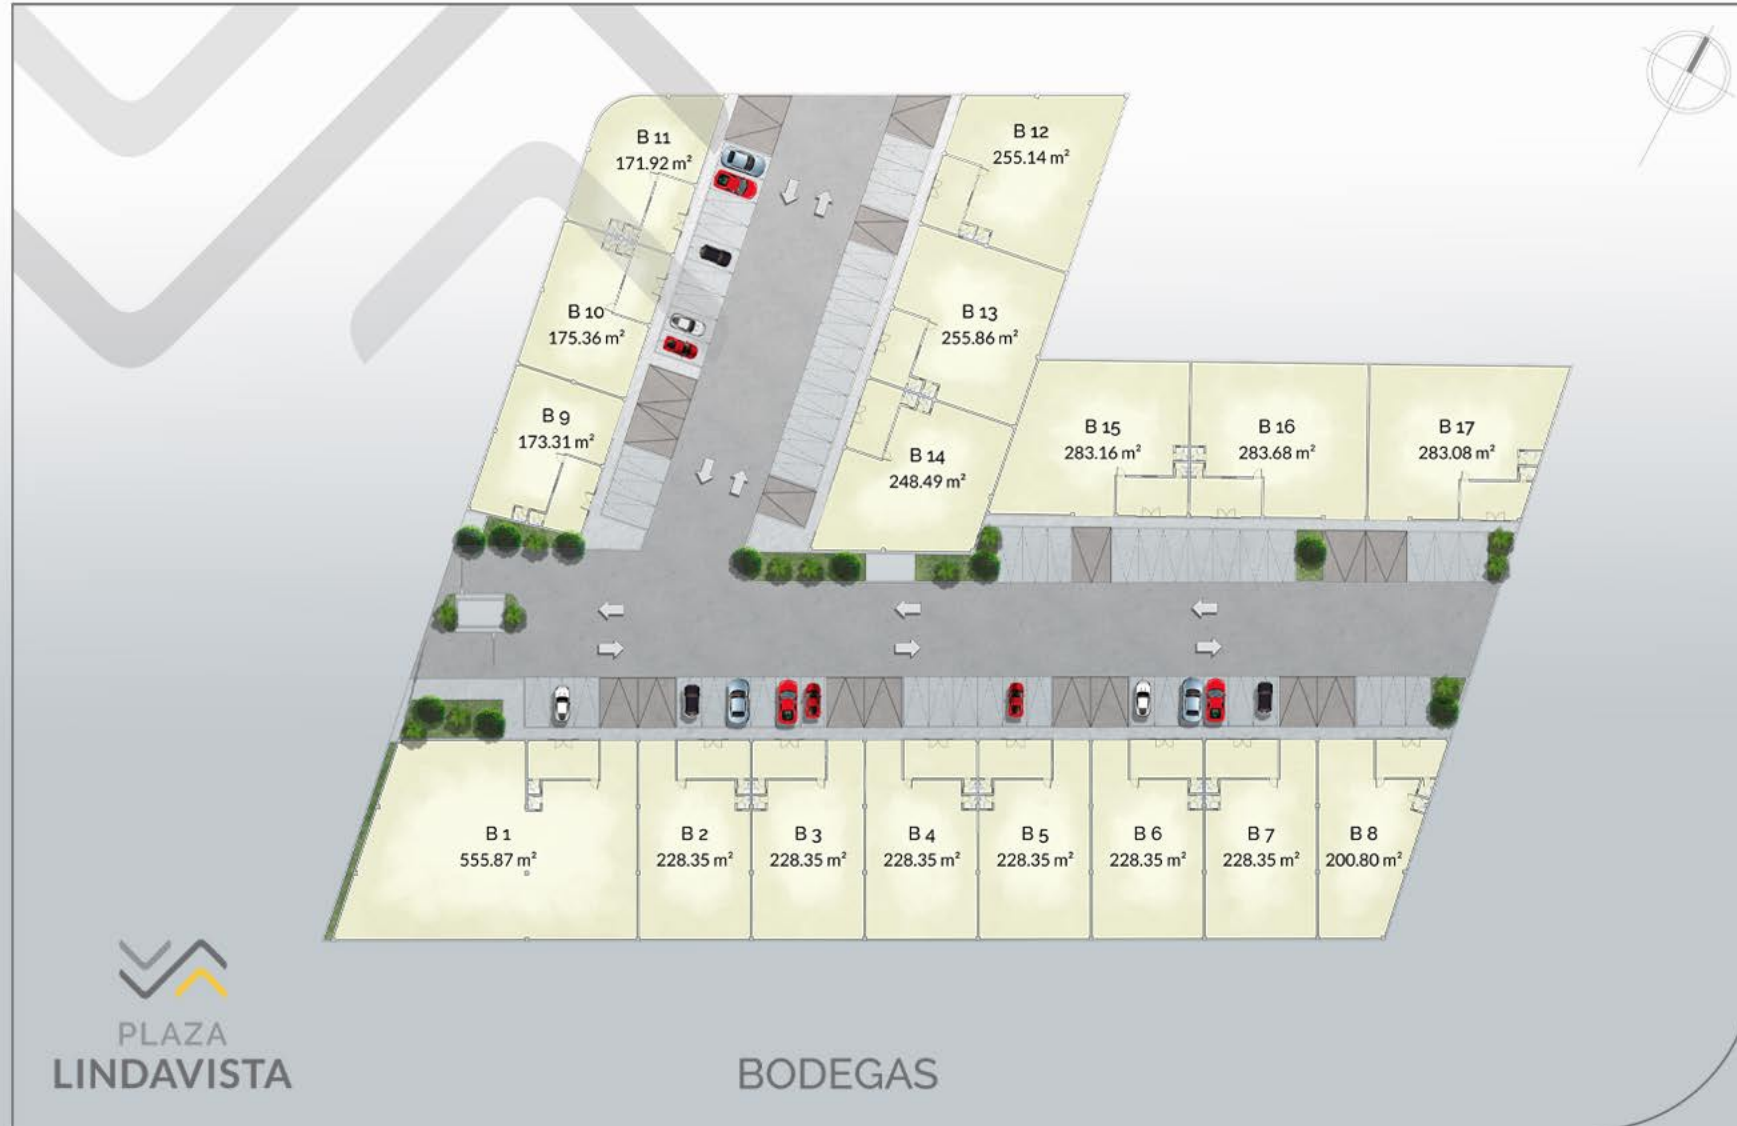 B 11
171.92 m²
B 12
255.14 m²
B 10
175.36 m²
B 13
255.86 m²
B 9
173.31 m²
B 14
248.49 m²
B 15
283.16 m²
B 16
283.68 m²
B 17
283.08 m²
B 1
555.87 m²
B 2
228.35 m²
B 3
228.35 m²
B 4
228.35 m²
B 5
228.35 m²
B 6
228.35 m²
B 7
228.35 m²
B 8
200.80 m²
PLAZA
LINDAVISTA
BODEGAS